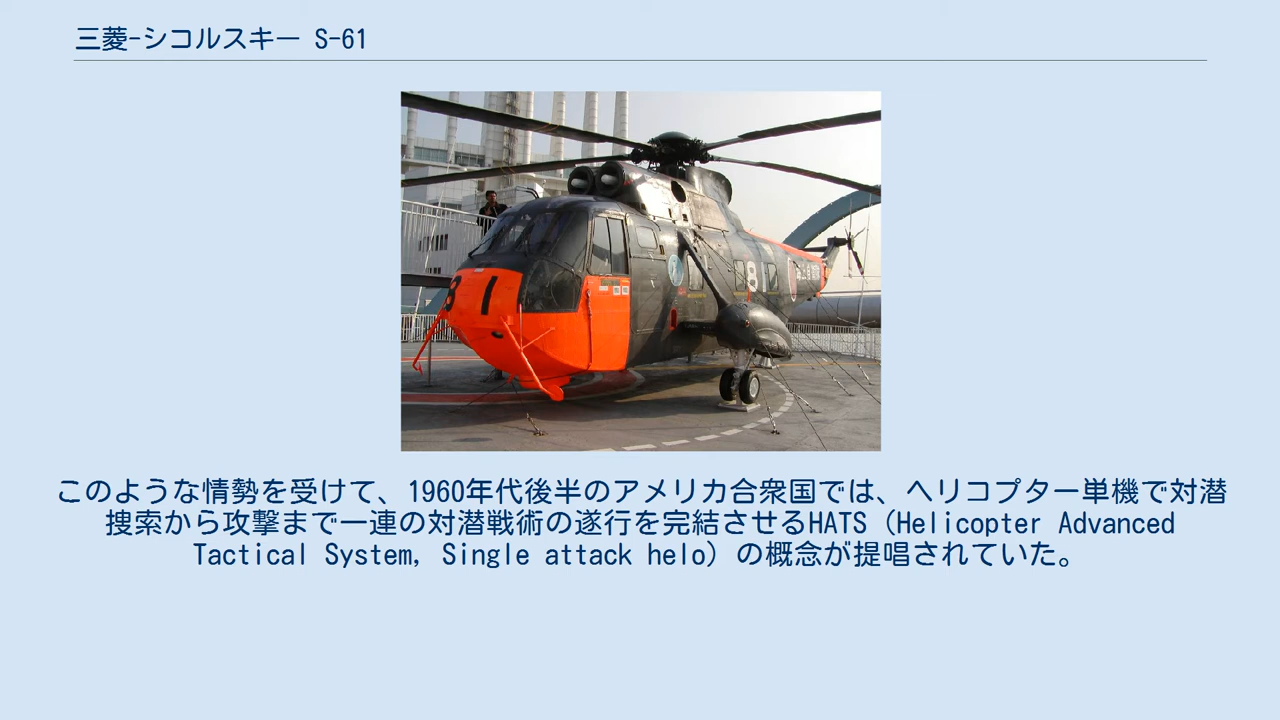 三菱-シコルスキー S-61
81
8
このような情勢を受けて、1960年代後半のアメリカ合衆国では、ヘリコプター単機で対潜
捜索から攻撃まで一連の対潜戦術の遂行を完結させるHATS（Helicopter Advanced
Tactical System, Single attack helo）の概念が提唱されていた。